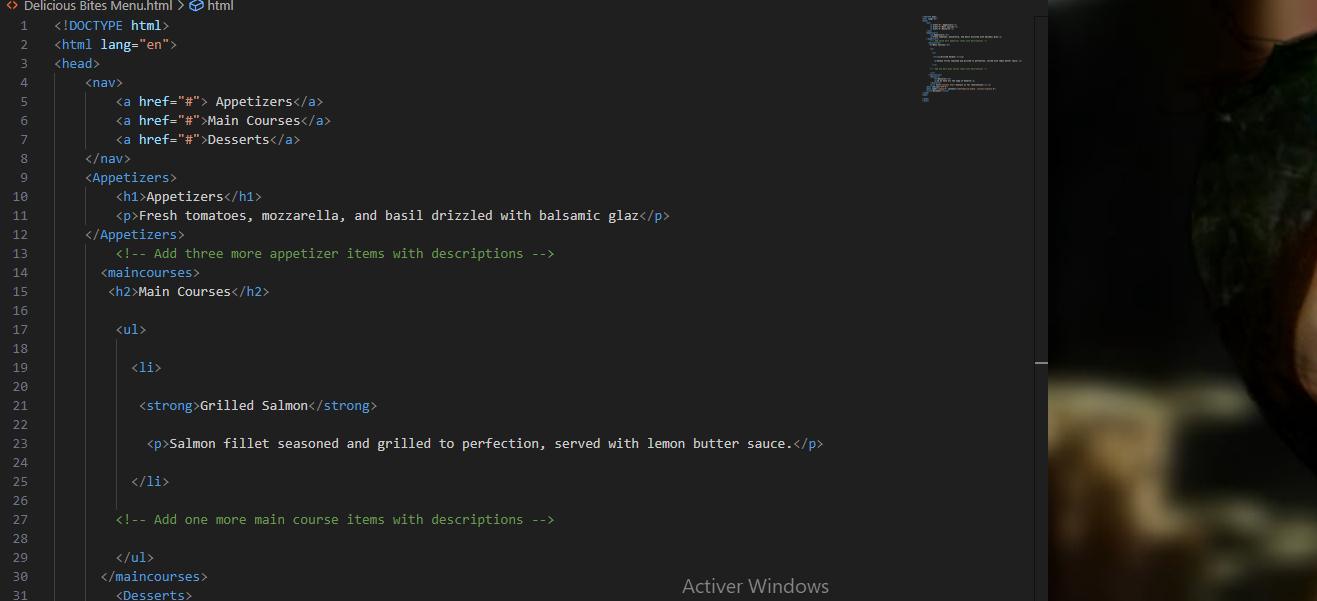 Delicious Bites Menu.html > html
1 <!DOCTYPE html>
2 <html lang="en">
3 <head>
4 <nav>
5 <a href="#"> Appetizers</a>
6 <a href="#">Main Courses</a>
7 <a href="#">Desserts</a>
8 </nav>
9 <Appetizers>
10 <h1>Appetizers</h1>
11 <p>Fresh tomatoes, mozzarella, and basil drizzled with balsamic glaz</p>
12 </Appetizers>
13 <!-- Add three more appetizer items with descriptions -->
14 <maincourses>
15 <h2>Main Courses</h2>
16
17 <ul>
18
19 <li>
20
21 <strong>Grilled Salmon</strong>
22
23 <p>Salmon fillet seasoned and grilled to perfection, served with lemon butter sauce.</p>
24
25 </li>
26
27 <!-- Add one more main course items with descriptions -->
28
29 </ul>
30 </maincourses>
31 <Desserts>
Activer Windows